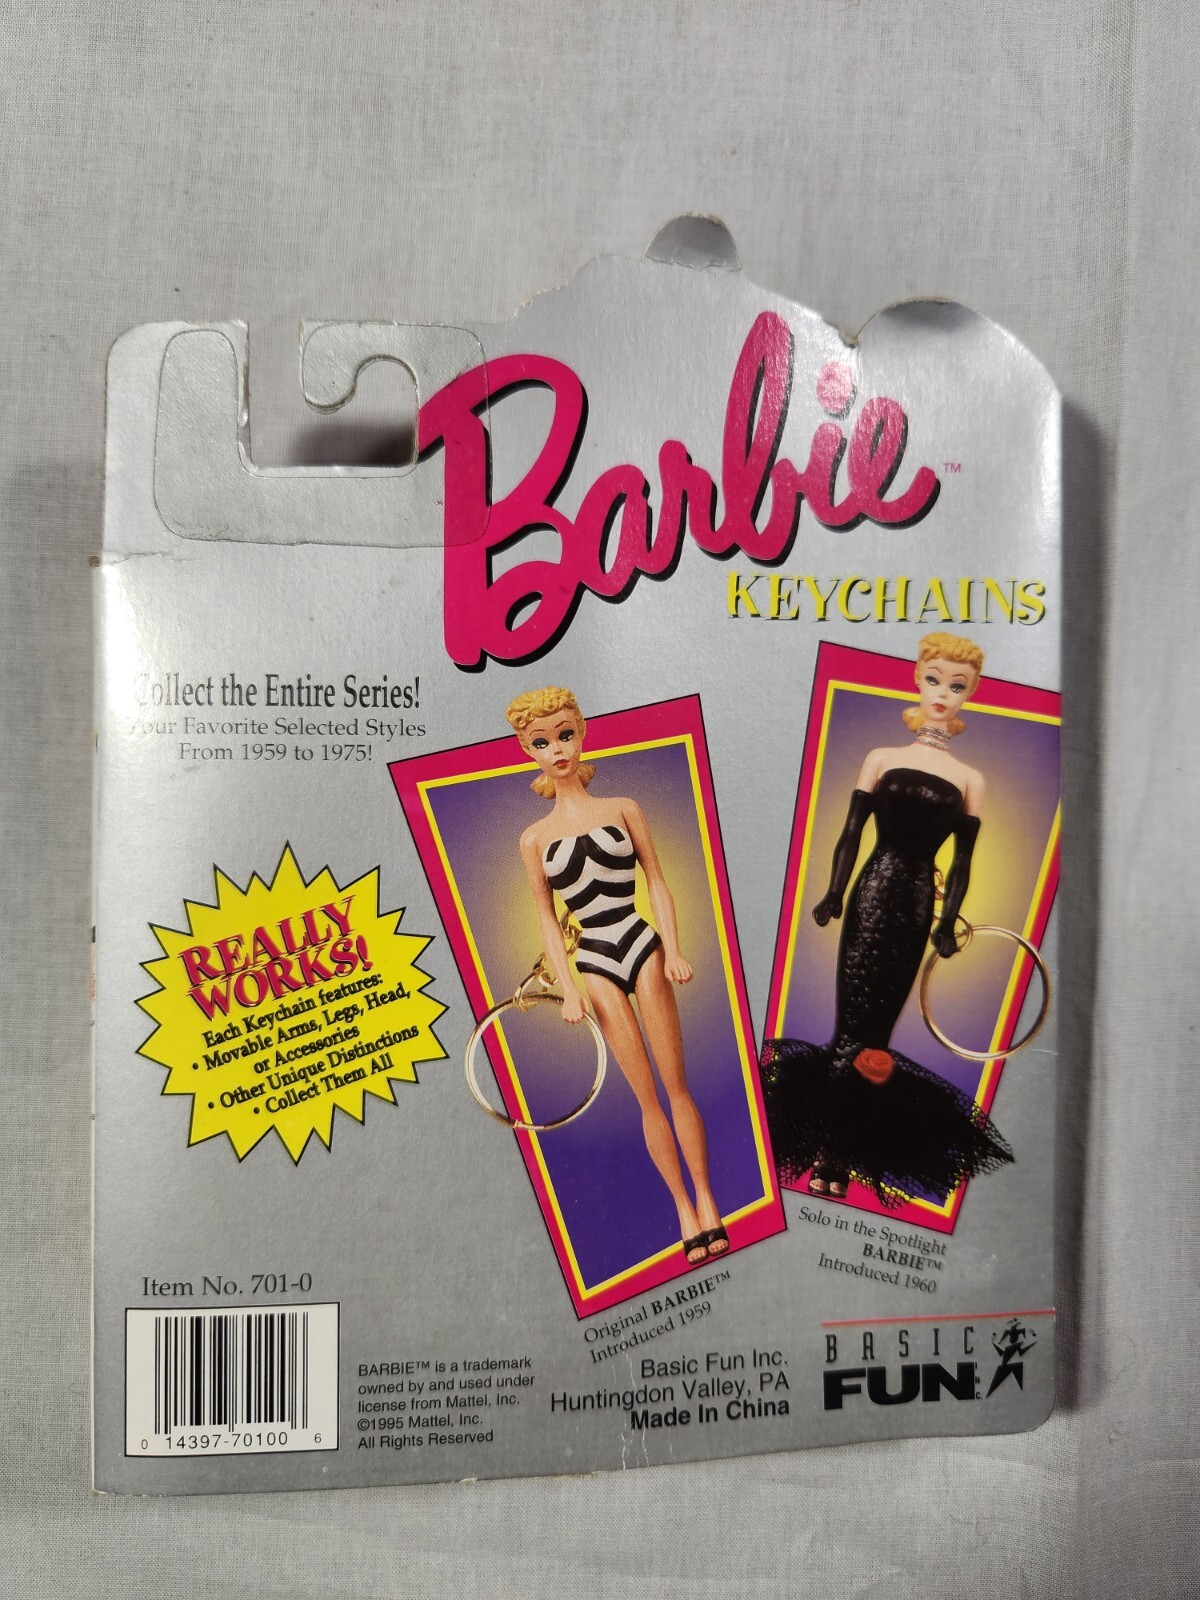 Barbie™
KEYCHAINS
Collect the Entire Series!
Your Favorite Selected Styles
From 1959 to 1975!
REALLY
WORKS!
Each Keychain features:
• Movable Arms, Legs, Head,
or Accessories
• Other Unique Distinctions
• Collect Them All
Solo in the Spotlight
BARBIE™
Introduced 1960
Original BARBIE™
Introduced 1959
Item No. 701-0
0 14397-70100 6
BARBIE™ is a trademark
owned by and used under
license from Mattel, Inc.
©1995 Mattel, Inc.
All Rights Reserved
Basic Fun Inc.
Huntingdon Valley, PA
Made In China
BASIC
FUN INC.